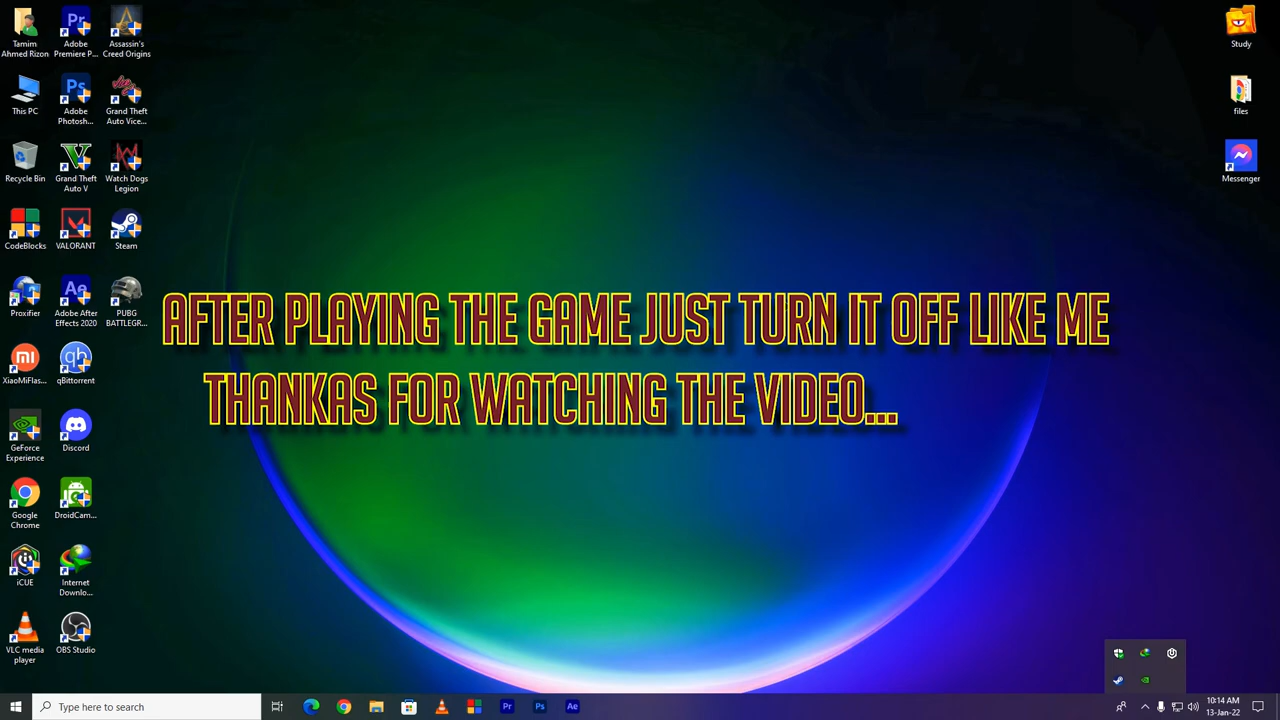 Tamim
Ahmed Rizon
Adobe
Premiere P...
Assassin's
Creed Origins
This PC
Adobe
Photosh...
Grand Theft
Auto Vice...
Recycle Bin
Grand Theft
Auto V
Watch Dogs
Legion
CodeBlocks
VALORANT
Steam
Proxifier
Adobe After
Effects 2020
PUBG
BATTLEGR...
XiaoMiFlas...
qBittorrent
GeForce
Experience
Discord
Google
Chrome
DroidCam...
iCUE
Internet
Downlo...
VLC media
player
OBS Studio
Study
files
Messenger
AFTER PLAYING THE GAME JUST TURN IT OFF LIKE ME
THANKAS FOR WATCHING THE VIDEO...
Type here to search
Pr
Ps
Ae
10:14 AM
13-Jan-22